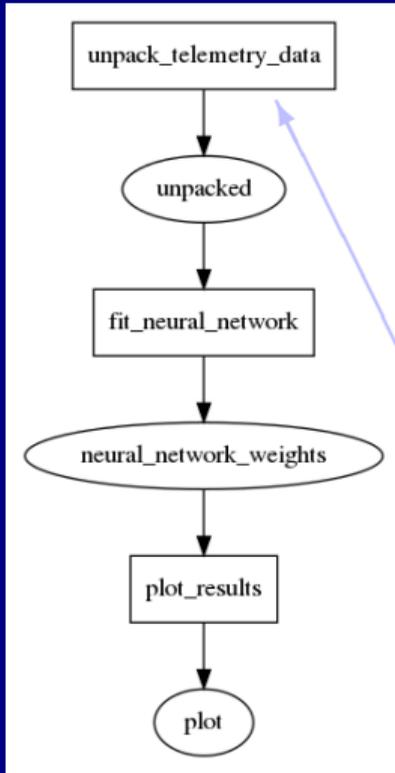 unpack_telemetry_data
unpacked
fit_neural_network
neural_network_weights
plot_results
plot